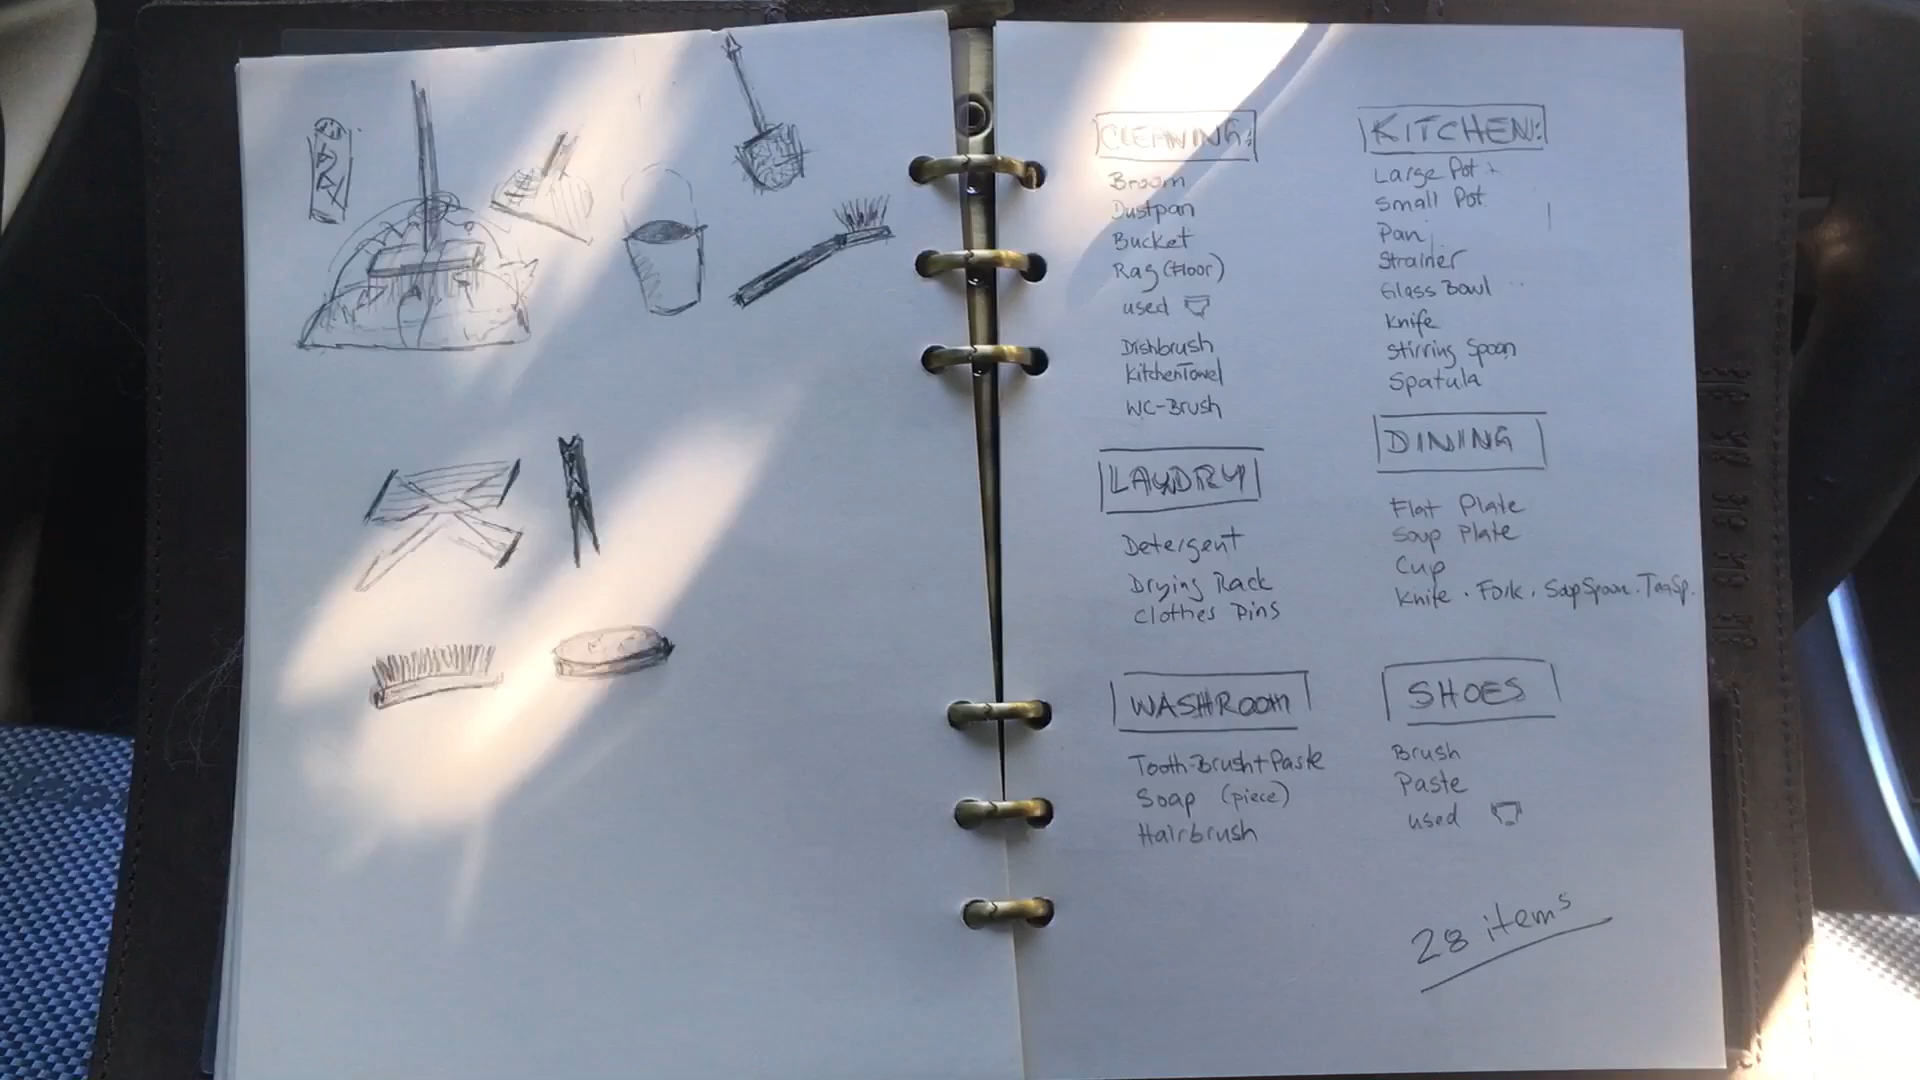 CLEANING:
Broom
Dustpan
Bucket
Rag (Floor)
used
Dishbrush
KitchenTowel
WC-Brush
LAUNDRY
Detergent
Drying Rack
Clothes Pins
WASHROOM
Tooth-Brush+Paste
Soap (piece)
Hairbrush
KITCHEN:
Large Pot
Small Pot
Pan
Strainer
Glass Bowl
Knife
Stirring Spoon
Spatula
DINING
Flat Plate
Soup Plate
Cup
Knife . Fork . SoupSpoon . TeaSp.
SHOES
Brush
Paste
used
28 items